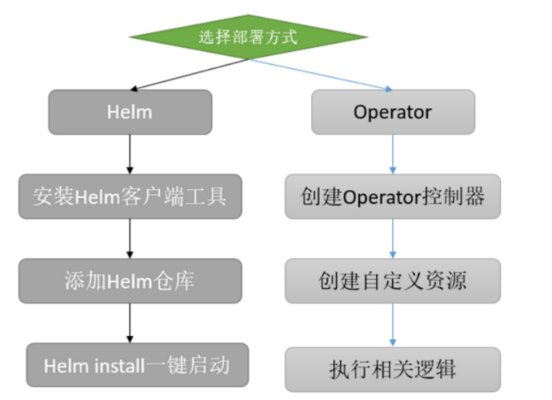 选择部署方式
Helm
Operator
安装Helm客户端工具
创建Operator控制器
添加Helm仓库
创建自定义资源
Helm install一键启动
执行相关逻辑